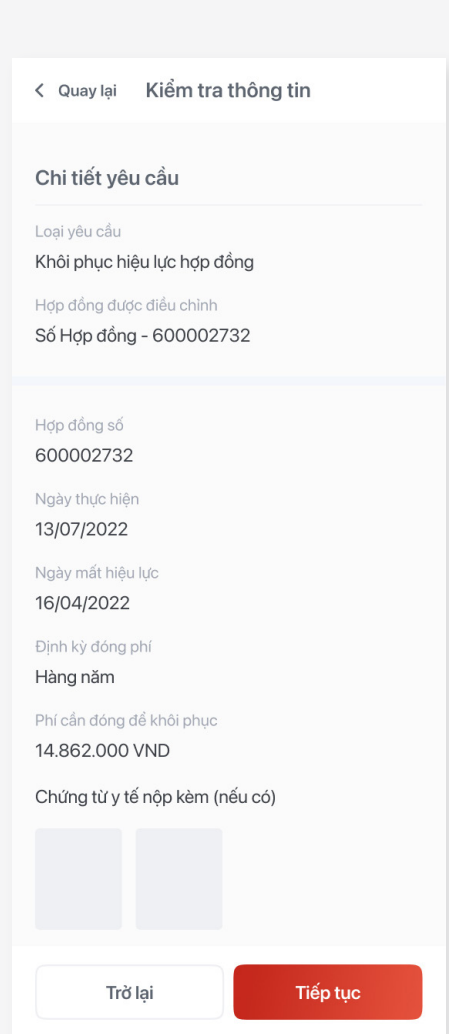 Quay lại Kiểm tra thông tin
Chi tiết yêu cầu
Loại yêu cầu
Khôi phục hiệu lực hợp đồng
Hợp đồng được điều chỉnh
Số Hợp đồng - 600002732
Hợp đồng số
600002732
Ngày thực hiện
13/07/2022
Ngày mất hiệu lực
16/04/2022
Định kỳ đóng phí
Hàng năm
Phí cần đóng để khôi phục
14.862.000 VND
Chứng từ y tế nộp kèm (nếu có)
Trở lại Tiếp tục